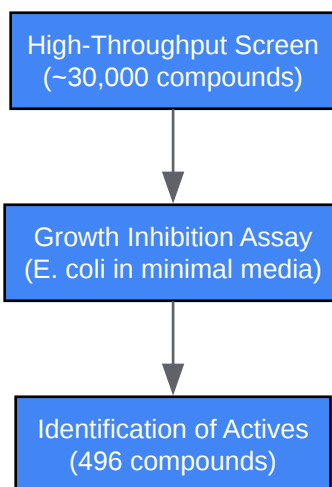 High-Throughput Screen
(~30,000 compounds)
Growth Inhibition Assay
(E. coli in minimal media)
Identification of Actives
(496 compounds)